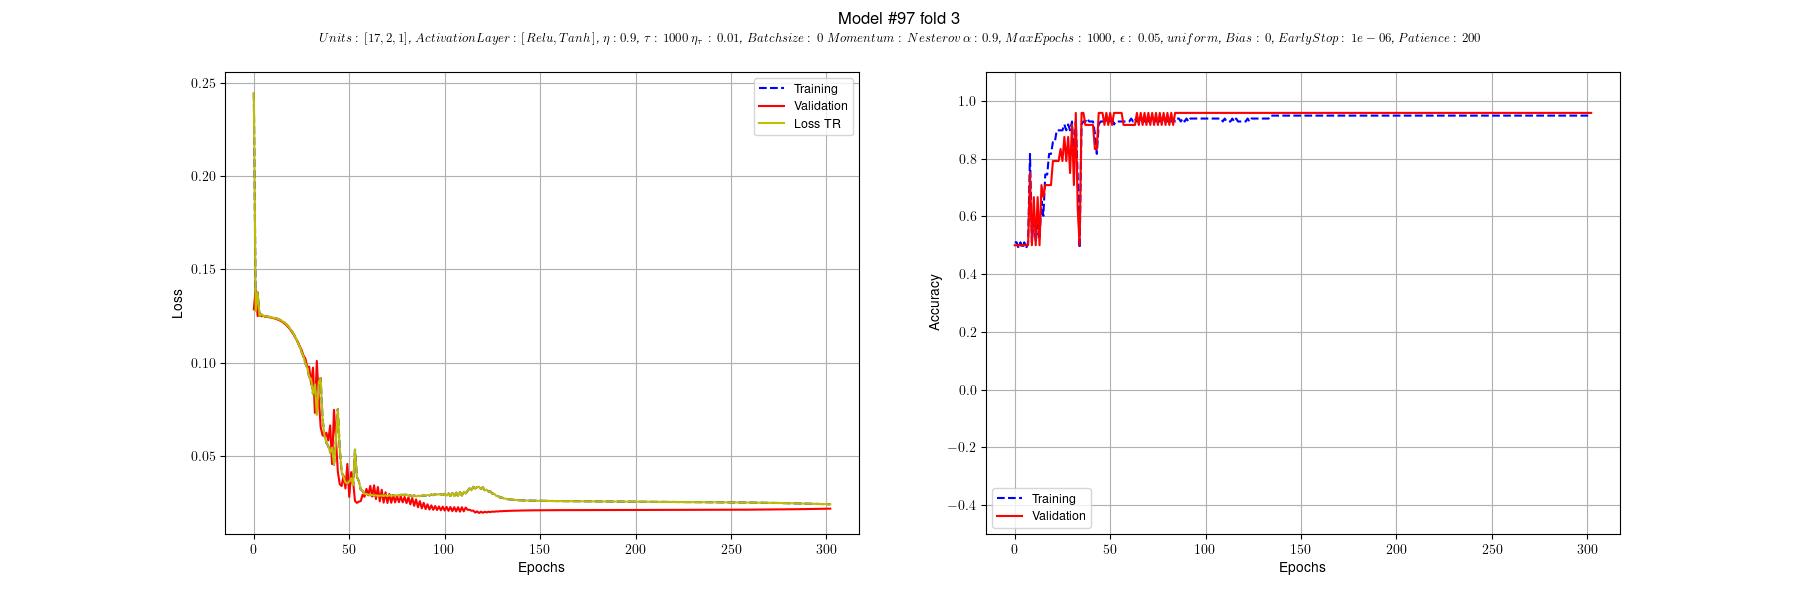 Model #97 fold 3
Units : [17, 2, 1], ActivationLayer : [Relu, Tanh], η : 0.9, τ : 1000 η_τ : 0.01, Batchsize : 0 Momentum : Nesterov α : 0.9, MaxEpochs : 1000, ϵ : 0.05, uniform, Bias : 0, EarlyStop : 1e − 06, Patience : 200
0.25
0.20
0.15
0.10
0.05
Loss
Training
Validation
Loss TR
0 50 100 150 200 250 300
Epochs
1.0
0.8
0.6
0.4
0.2
0.0
−0.2
−0.4
Accuracy
Training
Validation
0 50 100 150 200 250 300
Epochs